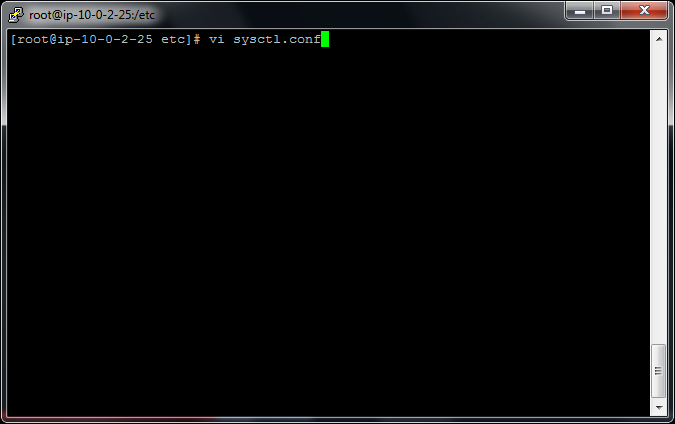 root@ip-10-0-2-25:/etc
[root@ip-10-0-2-25 etc]# vi sysctl.conf